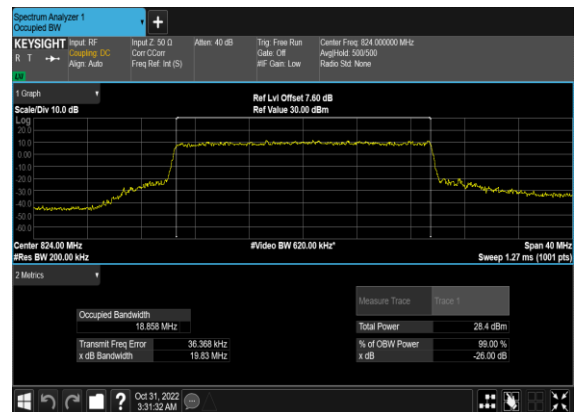 Spectrum Analyzer 1
Occupied BW
KEYSIGHT
R T
LV
Input: RF
Coupling: DC
Align: Auto
Input Z: 50 Ω
Corr CCorr
Freq Ref: Int (S)
Atten: 40 dB
Trig: Free Run
Gate: Off
#IF Gain: Low
Center Freq: 824.000000 MHz
Avg|Hold: 500/500
Radio Std: None
1 Graph
Scale/Div 10.0 dB
Ref Lvl Offset 7.60 dB
Ref Value 30.00 dBm
Log
20.0
10.0
0.00
-10.0
-20.0
-30.0
-40.0
-50.0
-60.0
Center 824.00 MHz
#Res BW 200.00 kHz
#Video BW 620.00 kHz*
Span 40 MHz
Sweep 1.27 ms (1001 pts)
2 Metrics
Measure Trace Trace 1
Occupied Bandwidth
18.858 MHz
Total Power 28.4 dBm
Transmit Freq Error 36.368 kHz
% of OBW Power 99.00 %
x dB Bandwidth 19.83 MHz
x dB -26.00 dB
?
Oct 31, 2022
3:31:32 AM